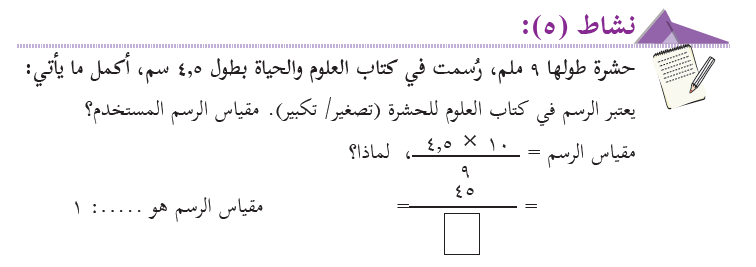 نشاط (٥):
حشرة طولها ٩ ملم، رُسمت في كتاب العلوم والحياة بطول ٤,٥ سم، أكمل ما يأتي:
يعتبر الرسم في كتاب العلوم للحشرة (تصغير/ تكبير). مقياس الرسم المستخدم؟
مقياس الرسم = ١٠ × ٤,٥ / ٩ ، لماذا؟
= ٤٥ / □ = مقياس الرسم هو .....: ١